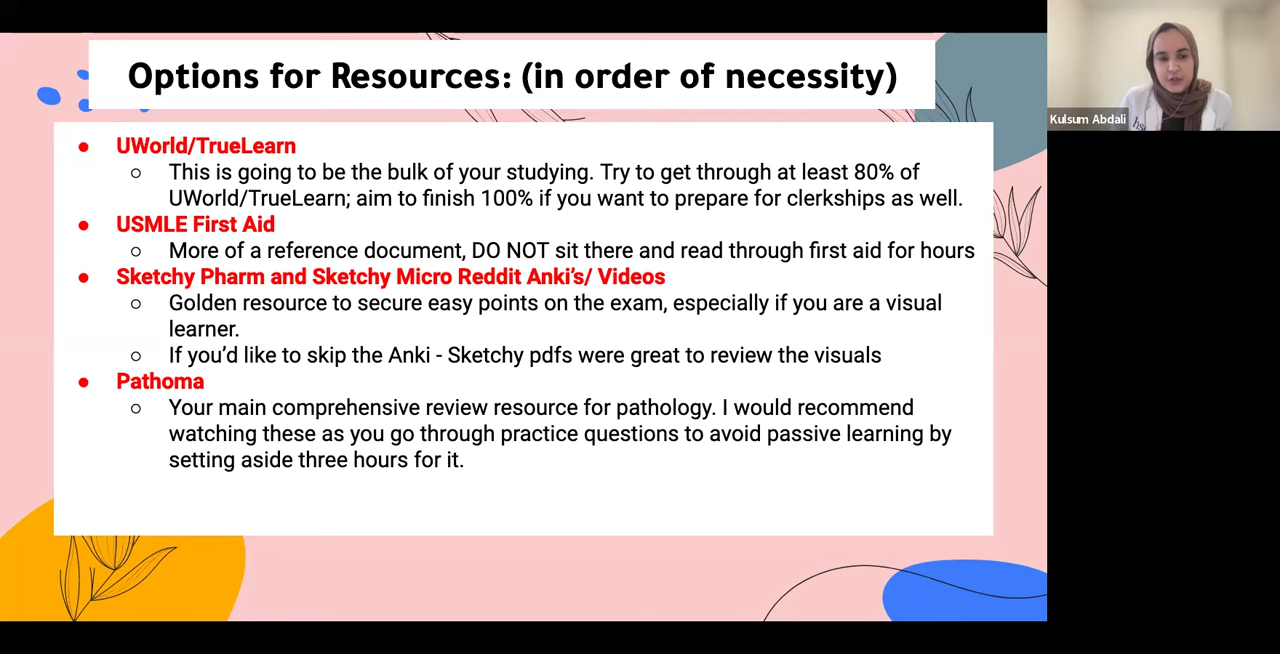 Options for Resources: (in order of necessity)
Kulsum Abdali
● UWorld/TrueLearn
○ This is going to be the bulk of your studying. Try to get through at least 80% of
UWorld/TrueLearn; aim to finish 100% if you want to prepare for clerkships as well.
● USMLE First Aid
○ More of a reference document, DO NOT sit there and read through first aid for hours
● Sketchy Pharm and Sketchy Micro Reddit Anki's/ Videos
○ Golden resource to secure easy points on the exam, especially if you are a visual
learner.
○ If you'd like to skip the Anki - Sketchy pdfs were great to review the visuals
● Pathoma
○ Your main comprehensive review resource for pathology. I would recommend
watching these as you go through practice questions to avoid passive learning by
setting aside three hours for it.